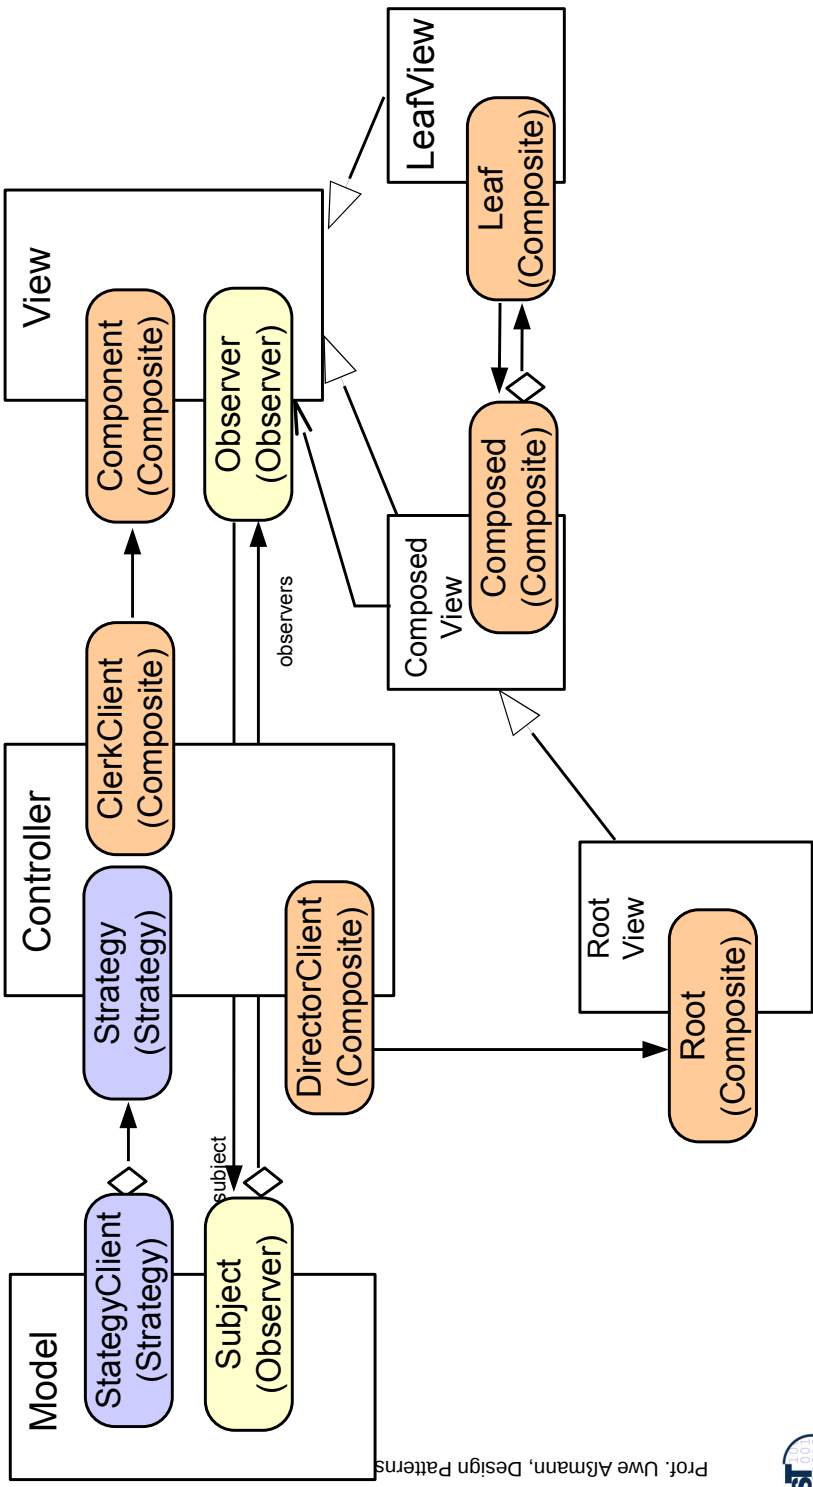 Model
StategyClient
(Strategy)
Subject
(Observer)
subject
Controller
Strategy
(Strategy)
ClerkClient
(Composite)
DirectorClient
(Composite)
observers
View
Component
(Composite)
Observer
(Observer)
Composed
View
Composed
(Composite)
LeafView
Leaf
(Composite)
Root
View
Root
(Composite)
Prof. Uwe Aßmann, Design Patterns